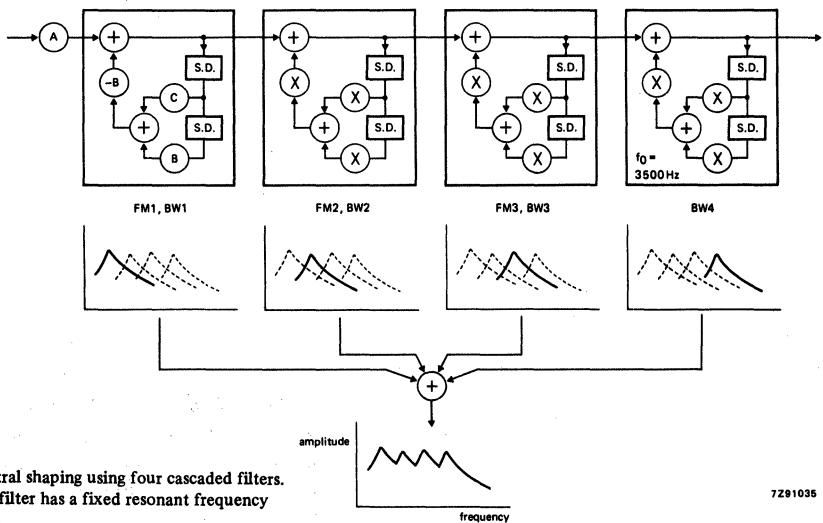 A
+
-B
+
C
B
S.D.
S.D.
FM1, BW1
+
X
+
X
X
S.D.
S.D.
FM2, BW2
+
X
+
X
X
S.D.
S.D.
FM3, BW3
+
X
+
X
X
S.D.
S.D.
f0 =
3500 Hz
BW4
+
amplitude
frequency
tral shaping using four cascaded filters.
filter has a fixed resonant frequency
7Z91035